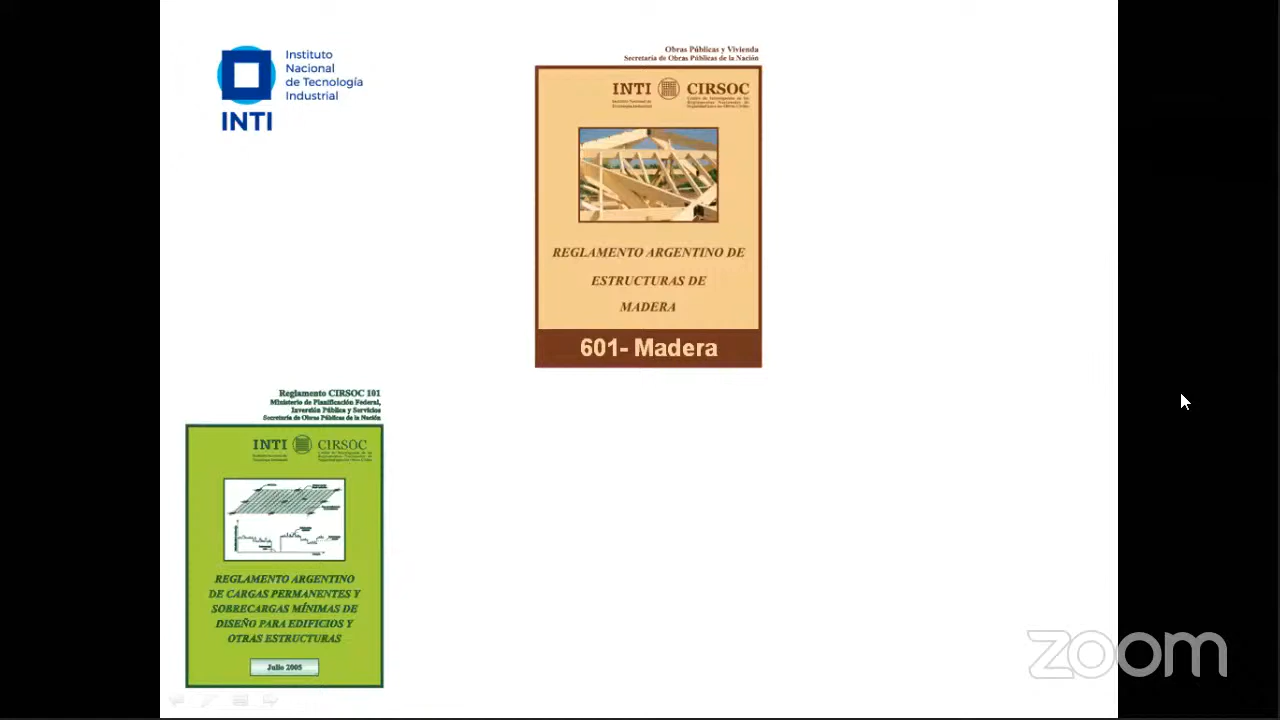 Instituto
Nacional
de Tecnología
Industrial
INTI
Obras Públicas y Vivienda
Secretaría de Obras Públicas de la Nación
INTI CIRSOC
REGLAMENTO ARGENTINO DE
ESTRUCTURAS DE
MADERA
601- Madera
Reglamento CIRSOC 101
Ministerio de Planificación Federal,
Inversión Pública y Servicios
Secretaría de Obras Públicas de la Nación
INTI CIRSOC
REGLAMENTO ARGENTINO
DE CARGAS PERMANENTES Y
SOBRECARGAS MÍNIMAS DE
DISEÑO PARA EDIFICIOS Y
OTRAS ESTRUCTURAS
Julio 2005
zoom